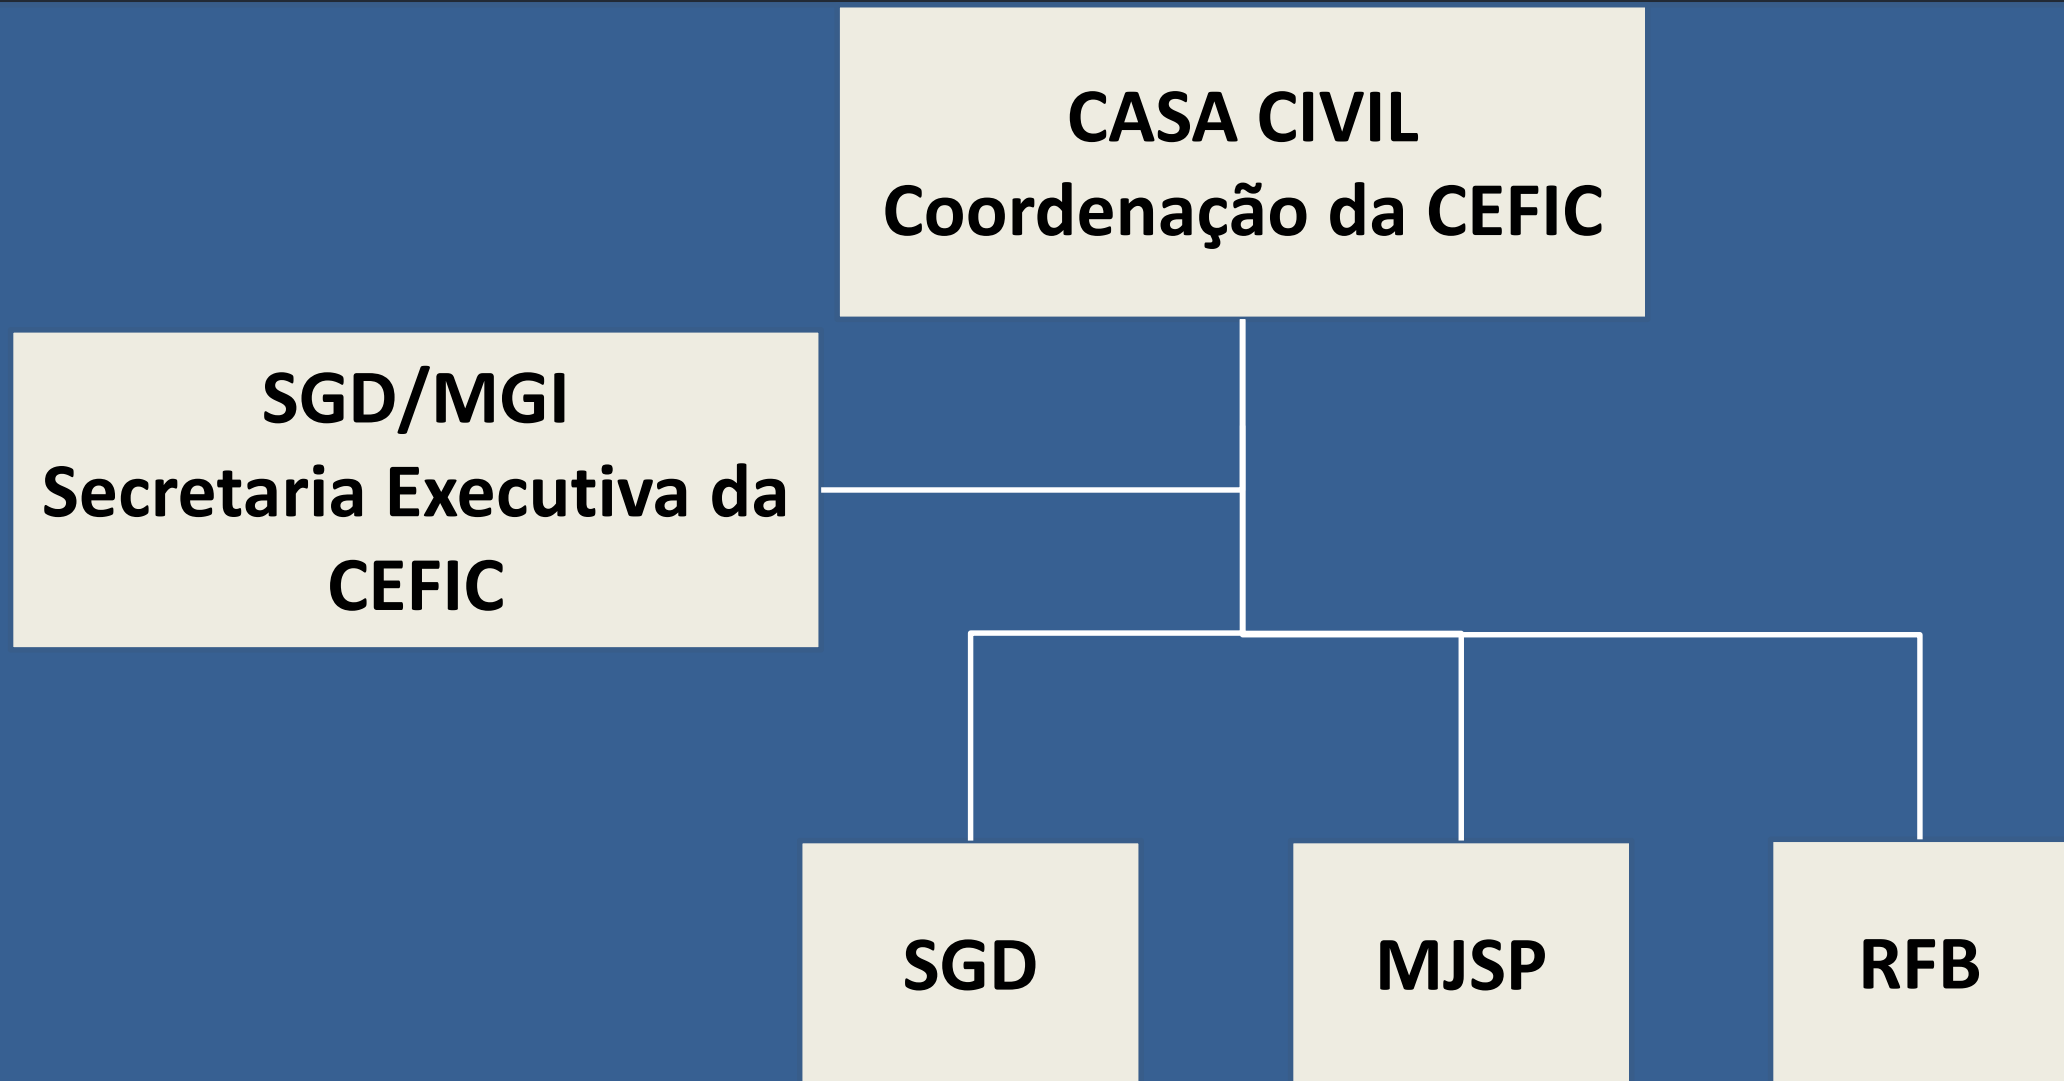 CASA CIVIL
Coordenação da CEFIC
SGD/MGI
Secretaria Executiva da
CEFIC
SGD
MJSP
RFB